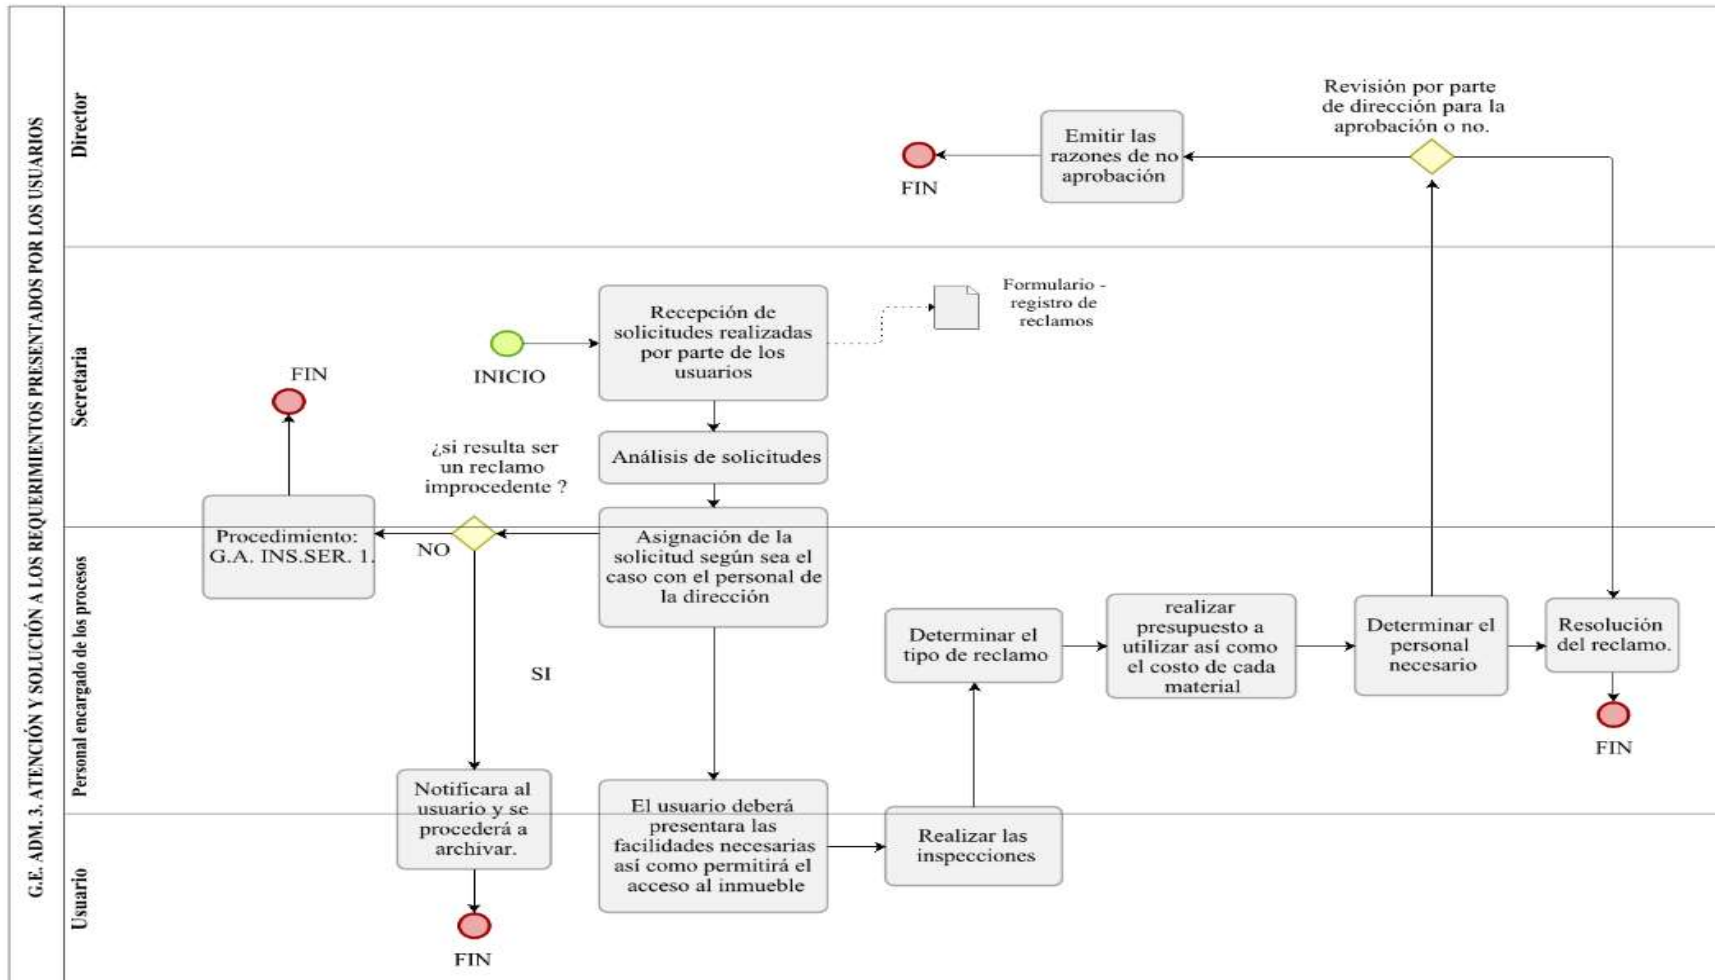 G.E. ADM. 3. ATENCIÓN Y SOLUCIÓN A LOS REQUERIMIENTOS PRESENTADOS POR LOS USUARIOS
Director
Revisión por parte
de dirección para la
aprobación o no.
Emitir las
razones de no
aprobación
FIN
Secretaria
Formulario -
registro de
reclamos
Recepción de
solicitudes realizadas
por parte de los
usuarios
INICIO
FIN
¿si resulta ser
un reclamo
improcedente ?
Análisis de solicitudes
Personal encargado de los procesos
Procedimiento:
G.A. INS.SER. 1.
NO
Asignación de la
solicitud según sea el
caso con el personal de
la dirección
SI
Determinar el
tipo de reclamo
realizar
presupuesto a
utilizar así como
el costo de cada
material
Determinar el
personal
necesario
Resolución
del reclamo.
FIN
Usuario
Notificara al
usuario y se
procederá a
archivar.
El usuario deberá
presentara las
facilidades necesarias
así como permitirá el
acceso al inmueble
Realizar las
inspecciones
FIN